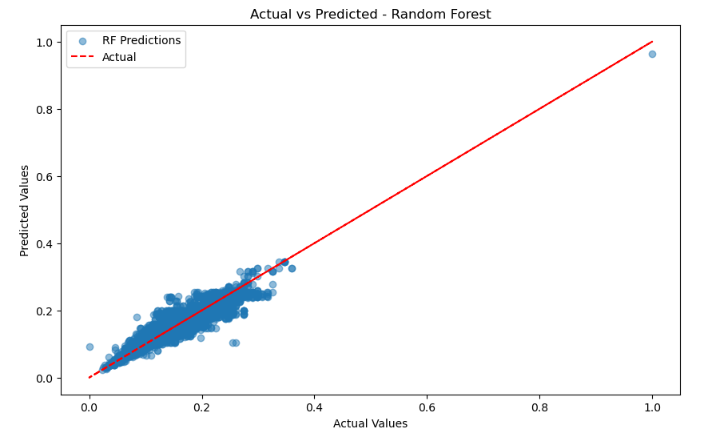 Actual vs Predicted - Random Forest
RF Predictions
Actual
Predicted Values
1.0
0.8
0.6
0.4
0.2
0.0
0.0 0.2 0.4 0.6 0.8 1.0
Actual Values